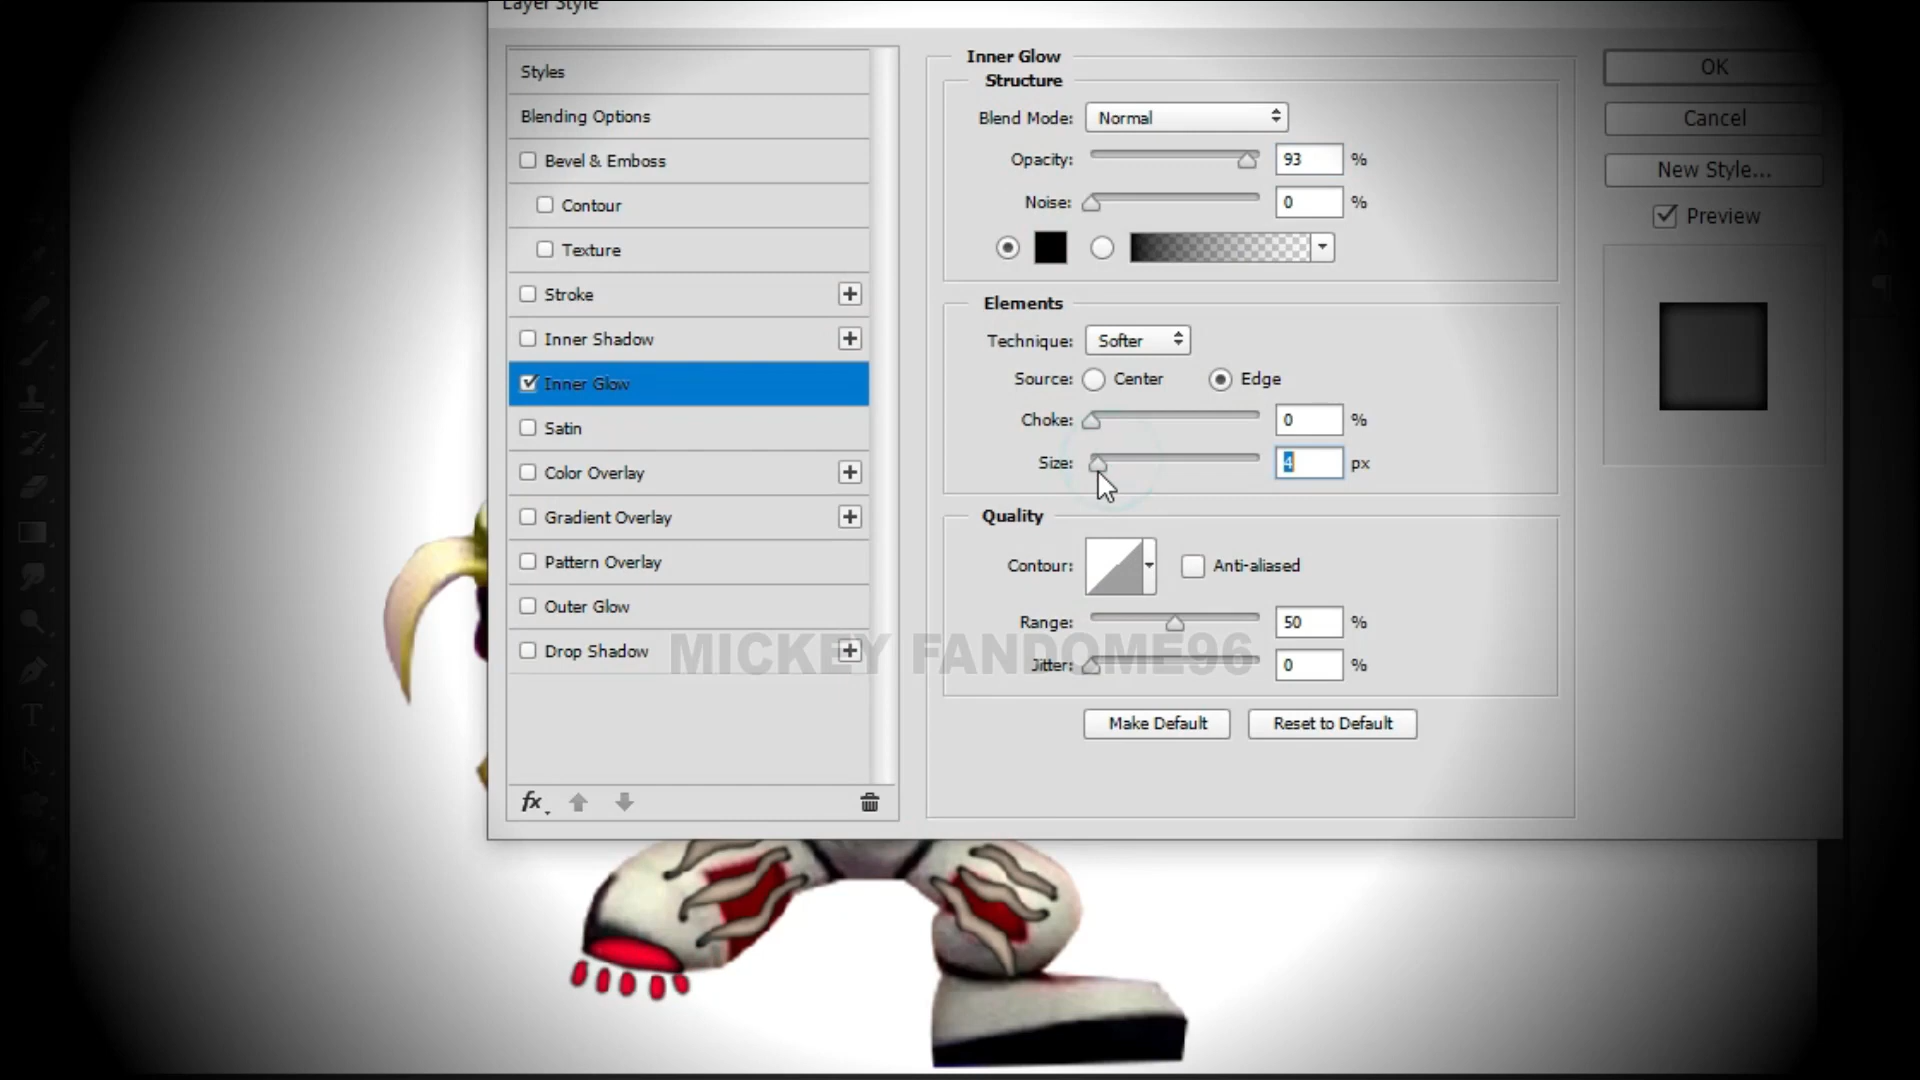 Layer Style
Styles
Blending Options
Bevel & Emboss
Contour
Texture
Stroke
Inner Shadow
Inner Glow
Satin
Color Overlay
Gradient Overlay
Pattern Overlay
Outer Glow
Drop Shadow
fx
Inner Glow
Structure
Blend Mode: Normal
Opacity: 93 %
Noise: 0 %
Elements
Technique: Softer
Source: Center Edge
Choke: 0 %
Size: 4 px
Quality
Contour: Anti-aliased
Range: 50 %
Jitter: 0 %
Make Default Reset to Default
OK
Cancel
New Style...
Preview
MICKEY FANDOME96